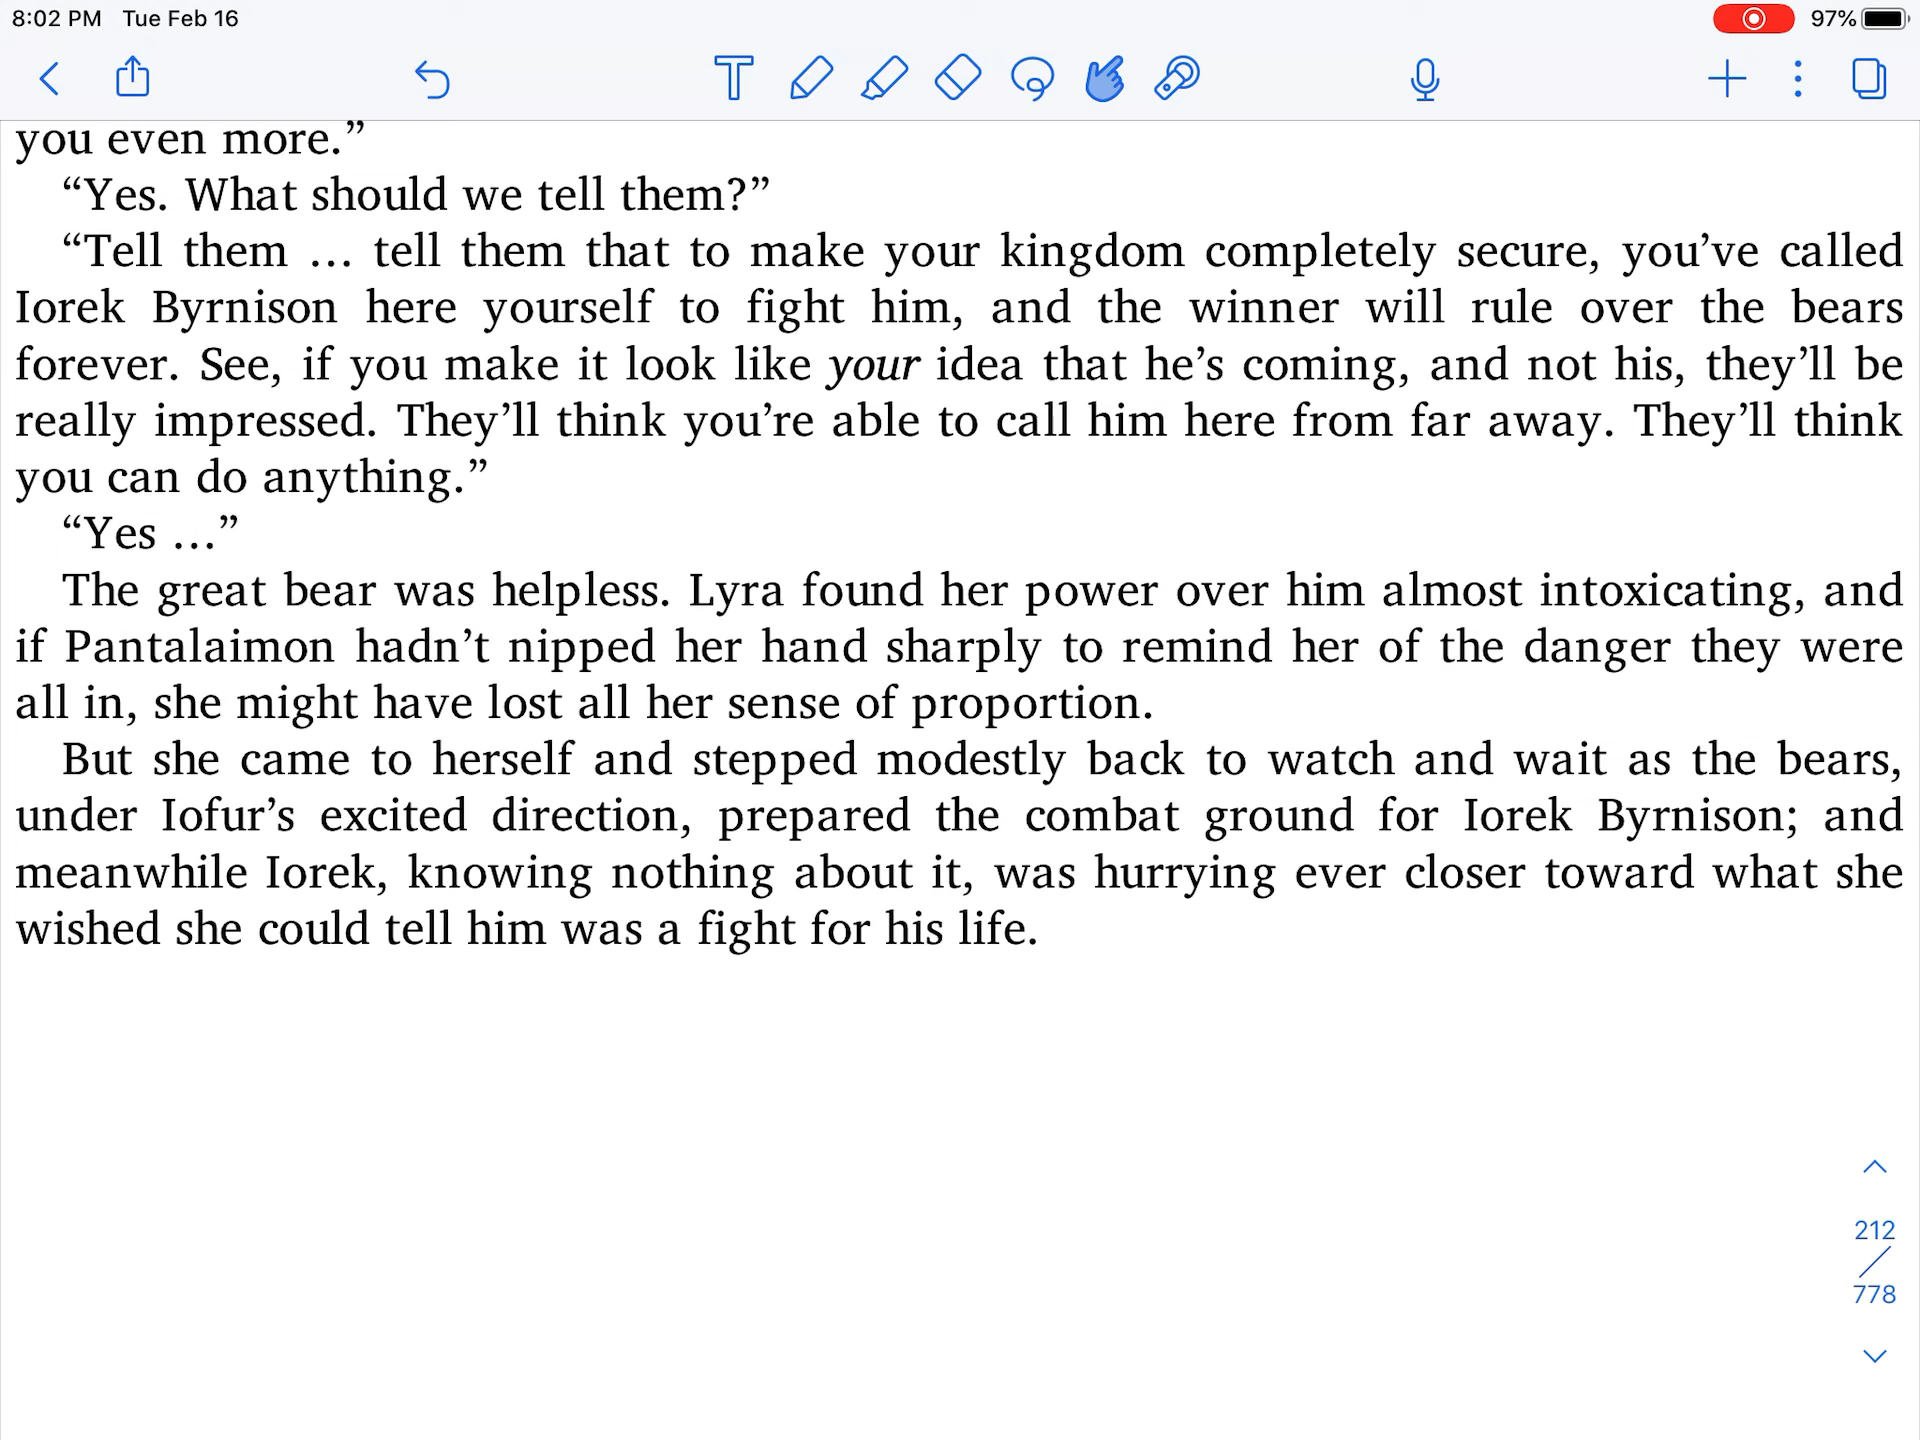 8:02 PM Tue Feb 16
97%
you even more.”
“Yes. What should we tell them?”
“Tell them … tell them that to make your kingdom completely secure, you’ve called
Iorek Byrnison here yourself to fight him, and the winner will rule over the bears
forever. See, if you make it look like your idea that he’s coming, and not his, they’ll be
really impressed. They’ll think you’re able to call him here from far away. They’ll think
you can do anything.”
“Yes …”
The great bear was helpless. Lyra found her power over him almost intoxicating, and
if Pantalaimon hadn’t nipped her hand sharply to remind her of the danger they were
all in, she might have lost all her sense of proportion.
But she came to herself and stepped modestly back to watch and wait as the bears,
under Iofur’s excited direction, prepared the combat ground for Iorek Byrnison; and
meanwhile Iorek, knowing nothing about it, was hurrying ever closer toward what she
wished she could tell him was a fight for his life.
212
778